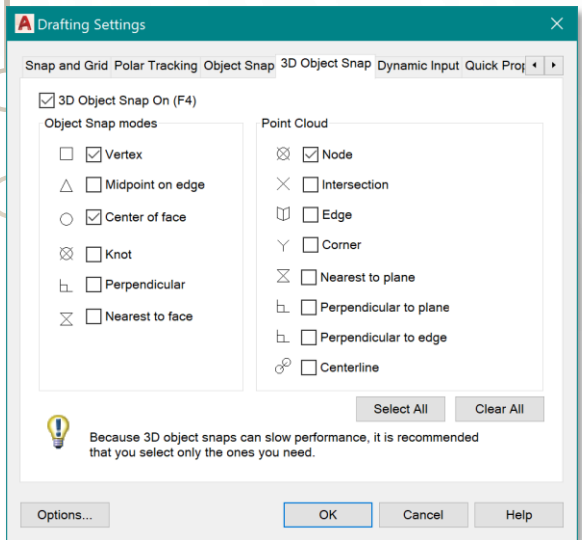 A Drafting Settings
Snap and Grid Polar Tracking Object Snap 3D Object Snap Dynamic Input Quick Prop
3D Object Snap On (F4)
Object Snap modes
Vertex
Midpoint on edge
Center of face
Knot
Perpendicular
Nearest to face
Point Cloud
Node
Intersection
Edge
Corner
Nearest to plane
Perpendicular to plane
Perpendicular to edge
Centerline
Select All Clear All
Because 3D object snaps can slow performance, it is recommended
that you select only the ones you need.
Options... OK Cancel Help